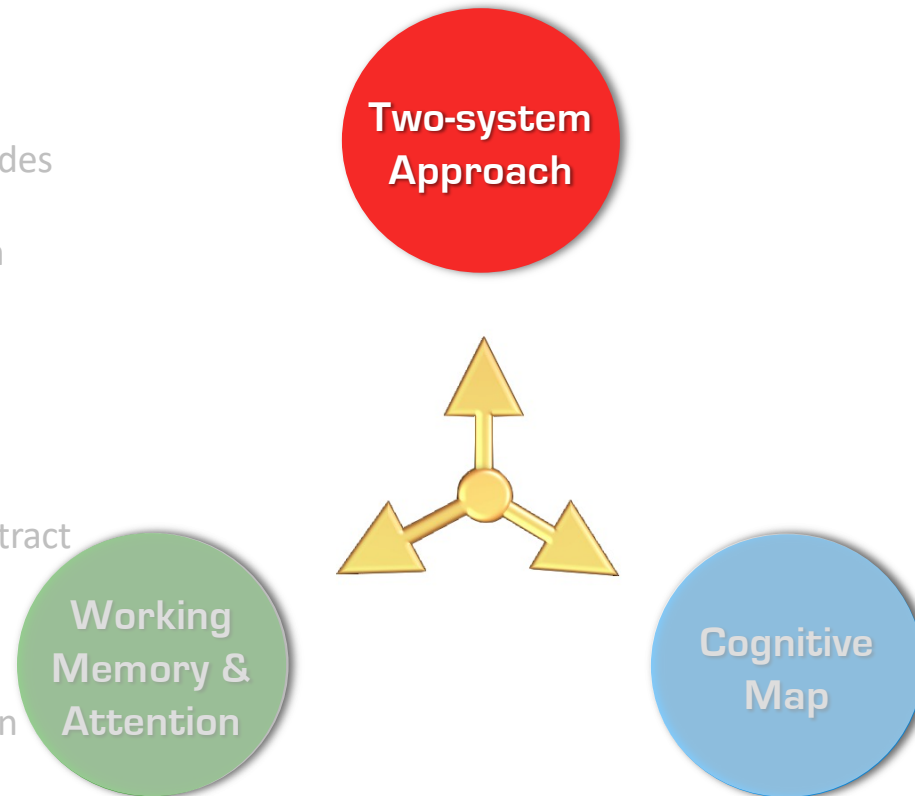 Two-system
Approach
des
tract
Working
Memory &
Attention
Cognitive
Map